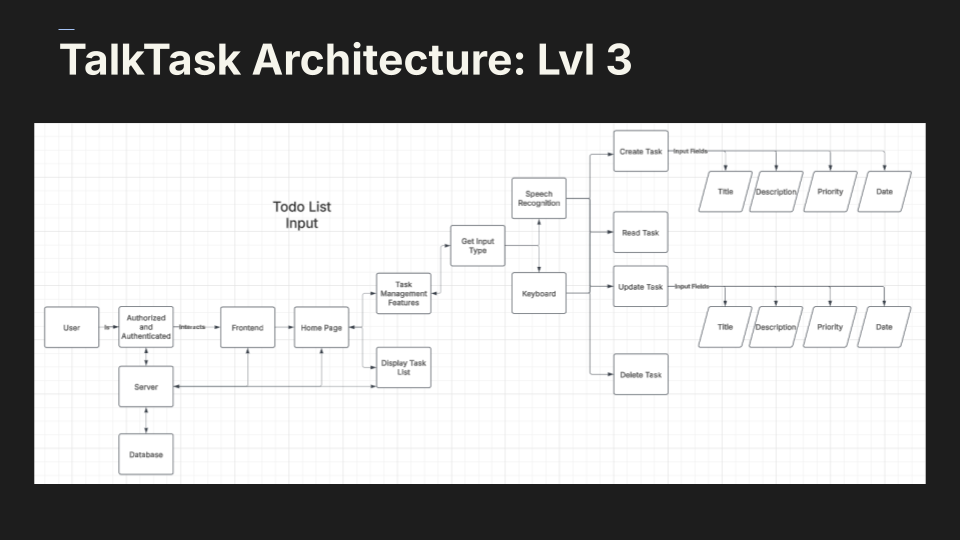 TalkTask Architecture: Lvl 3
Todo List
Input
User
is
Authorized
and
Authenticated
Interacts
Frontend
Home Page
Server
Database
Task
Management
Features
Display Task
List
Get Input
Type
Speech
Recognition
Keyboard
Create Task
Input Fields
Title
Description
Priority
Date
Read Task
Update Task
Input Fields
Title
Description
Priority
Date
Delete Task